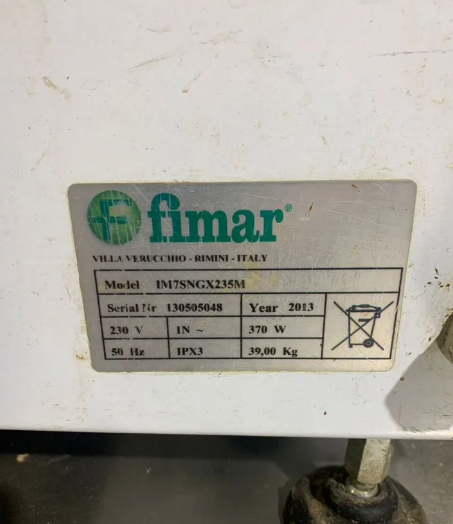 F fimar®
VILLA VERUCCHIO - RIMINI - ITALY
Model IM7SNGX235M
Serial Nr 130505048 Year 2013
230 V 1N ~ 370 W
50 Hz IPX3 39,00 Kg